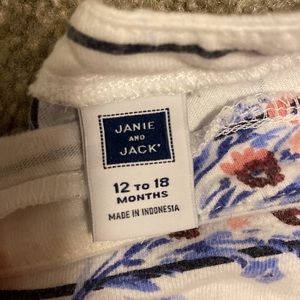 JANIE
AND
JACK®
12 TO 18
MONTHS
MADE IN INDONESIA